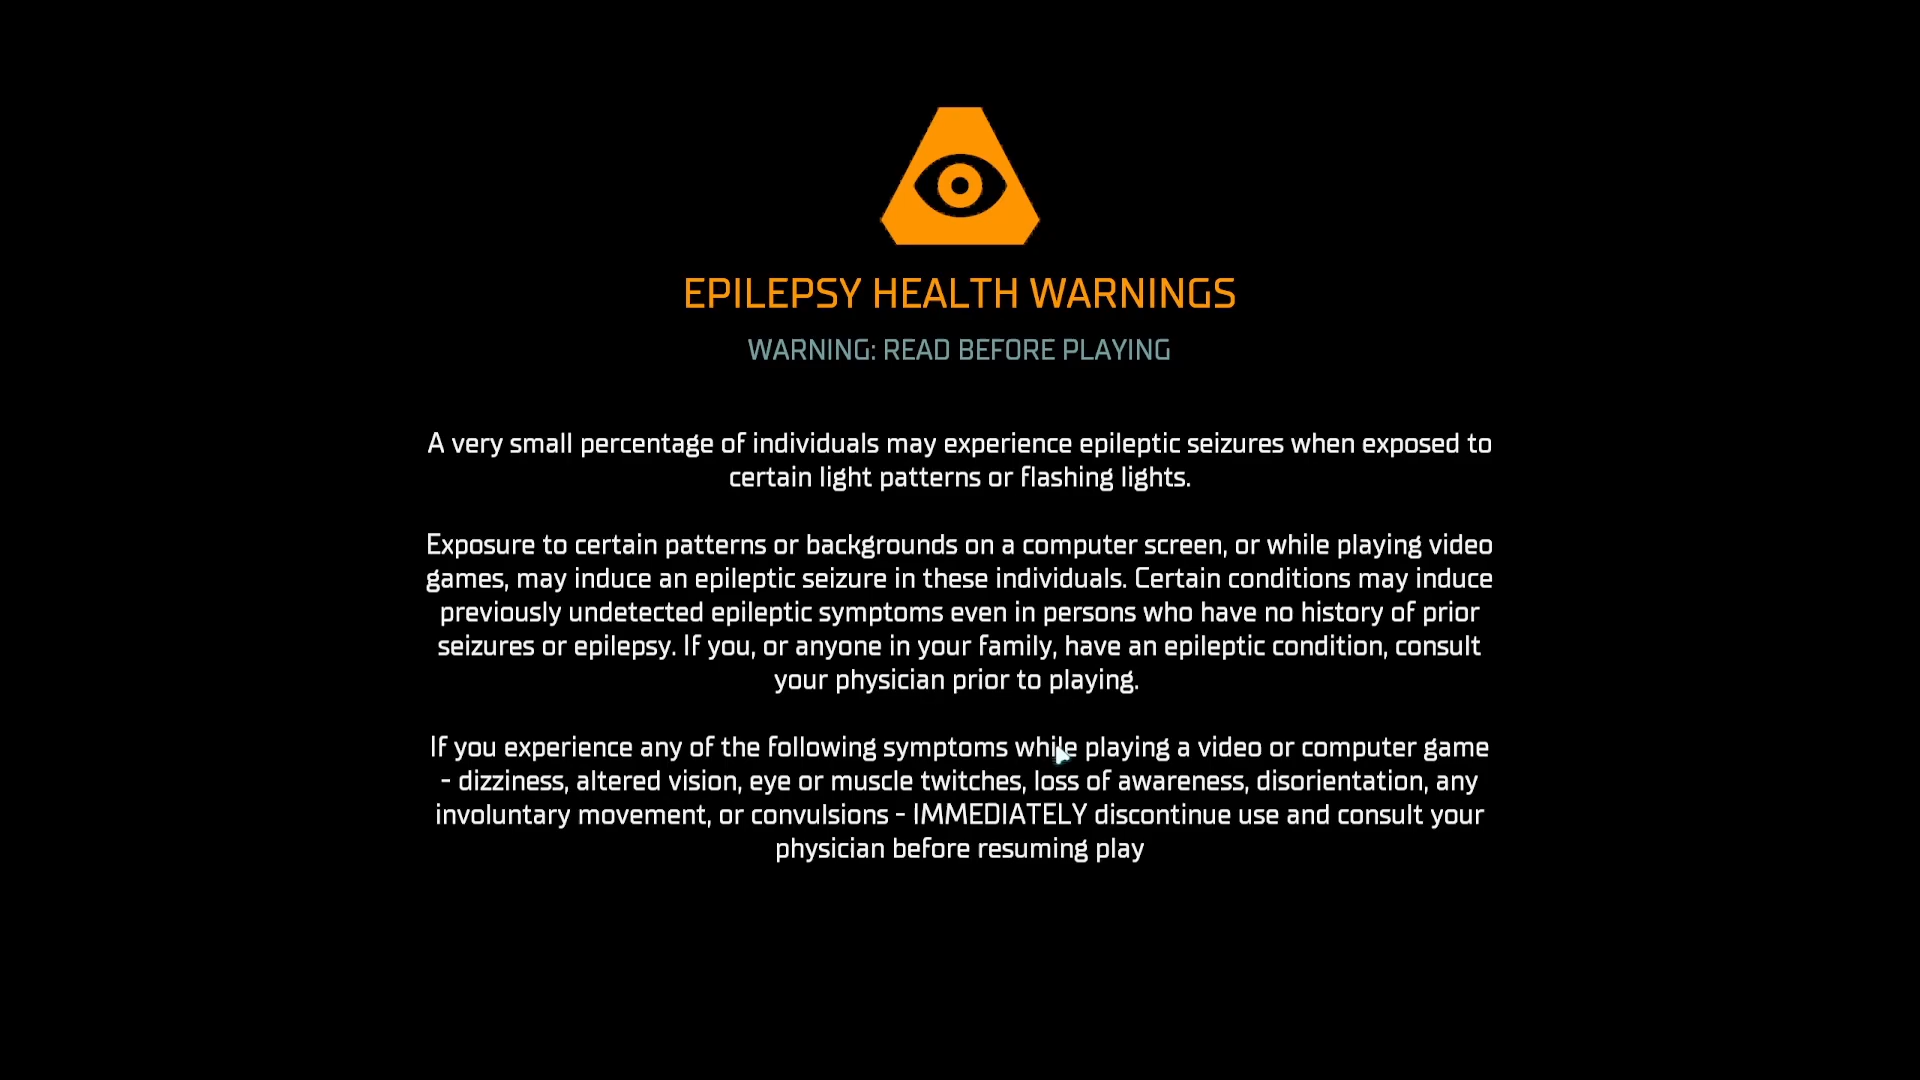 EPILEPSY HEALTH WARNINGS
WARNING: READ BEFORE PLAYING
A very small percentage of individuals may experience epileptic seizures when exposed to
certain light patterns or flashing lights.
Exposure to certain patterns or backgrounds on a computer screen, or while playing video
games, may induce an epileptic seizure in these individuals. Certain conditions may induce
previously undetected epileptic symptoms even in persons who have no history of prior
seizures or epilepsy. If you, or anyone in your family, have an epileptic condition, consult
your physician prior to playing.
If you experience any of the following symptoms while playing a video or computer game
- dizziness, altered vision, eye or muscle twitches, loss of awareness, disorientation, any
involuntary movement, or convulsions - IMMEDIATELY discontinue use and consult your
physician before resuming play